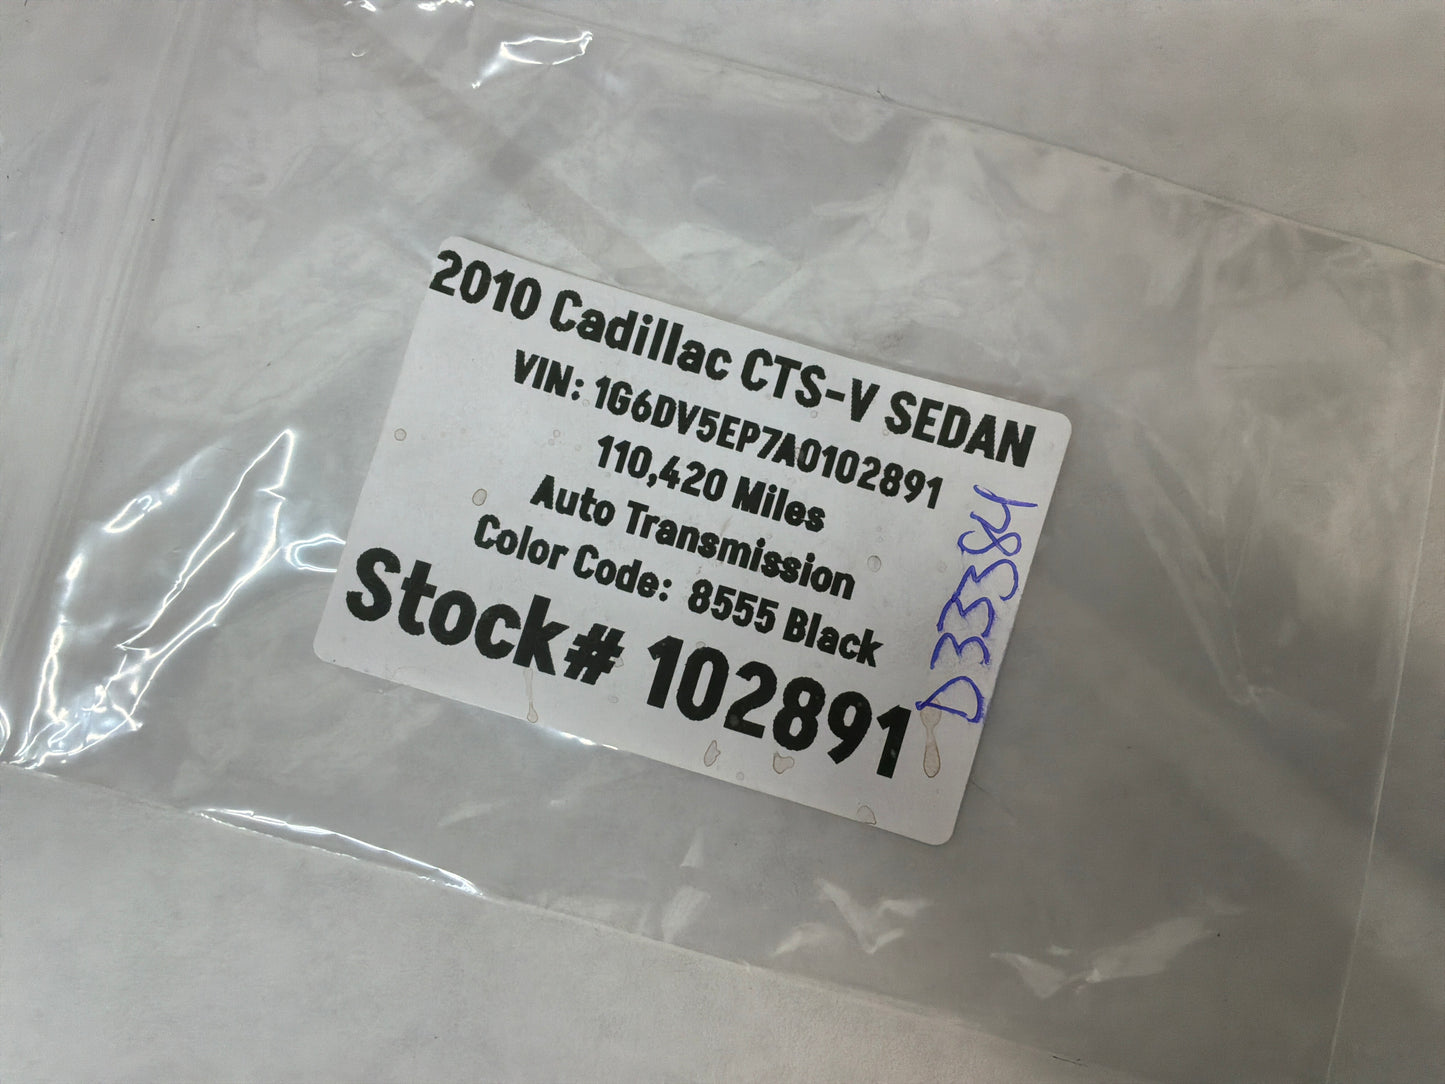 2010 Cadillac CTS-V SEDAN
VIN: 1G6DV5EP7A0102891
110,420 Miles
Auto Transmission
Color Code: 8555 Black
Stock# 102891
D33384